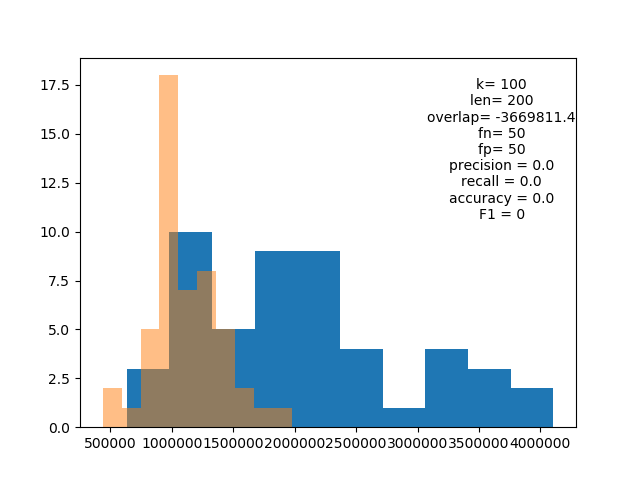 k= 100
len= 200
overlap= -3669811.4
fn= 50
fp= 50
precision = 0.0
recall = 0.0
accuracy = 0.0
F1 = 0
17.5
15.0
12.5
10.0
7.5
5.0
2.5
0.0
500000 1000000 1500000 2000000 2500000 3000000 3500000 4000000